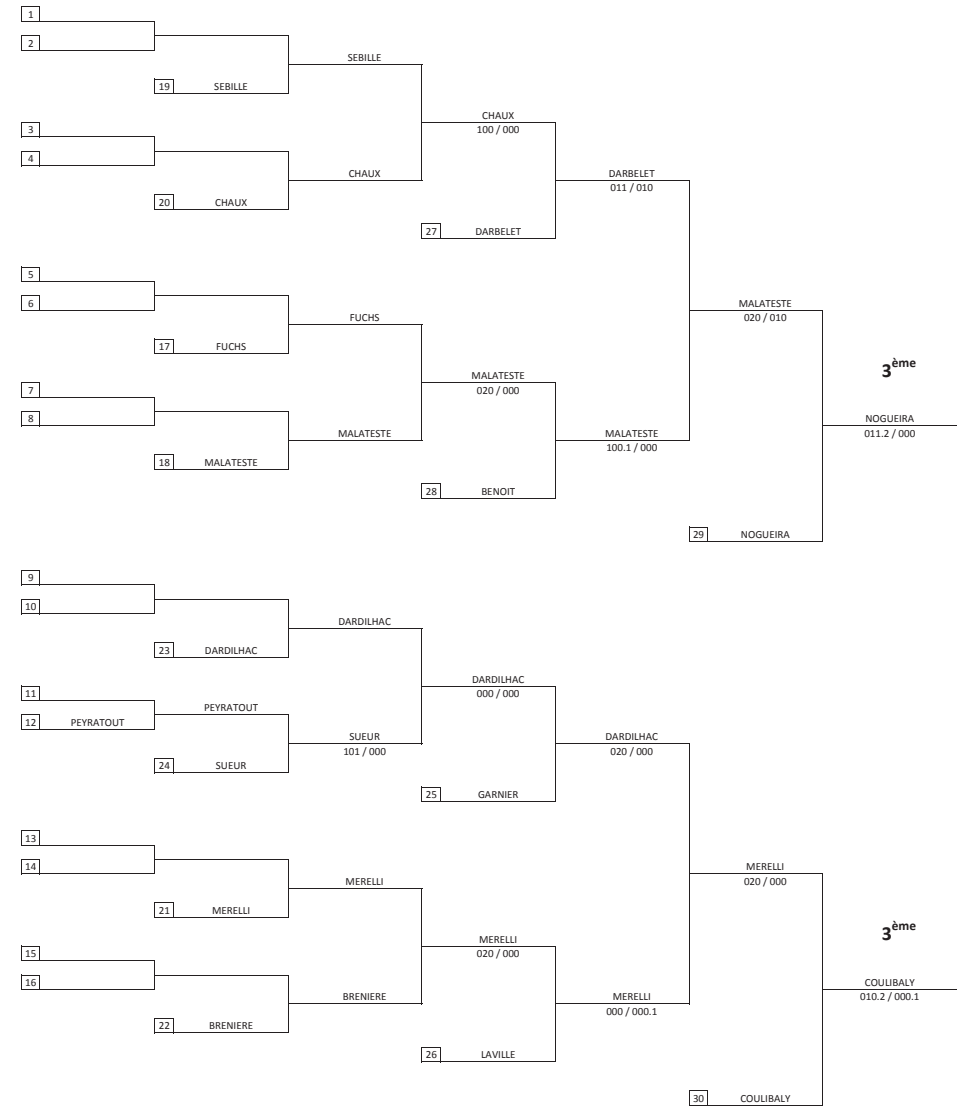 1
2
SEBILLE
19 SEBILLE
CHAUX
100 / 000
3
4
CHAUX
DARBELET
011 / 010
20 CHAUX
27 DARBELET
5
6
MALATESTE
020 / 010
FUCHS
17 FUCHS
3ème
MALATESTE
020 / 000
7
8
NOGUEIRA
011.2 / 000
MALATESTE
MALATESTE
100.1 / 000
18 MALATESTE
28 BENOIT
29 NOGUEIRA
9
10
DARDILHAC
23 DARDILHAC
DARDILHAC
000 / 000
11
PEYRATOUT
12 PEYRATOUT
SUEUR
101 / 000
DARDILHAC
020 / 000
24 SUEUR
25 GARNIER
13
14
MERELLI
020 / 000
MERELLI
21 MERELLI
3ème
MERELLI
020 / 000
15
16
COULIBALY
010.2 / 000.1
BRENIERE
MERELLI
000 / 000.1
22 BRENIERE
26 LAVILLE
30 COULIBALY